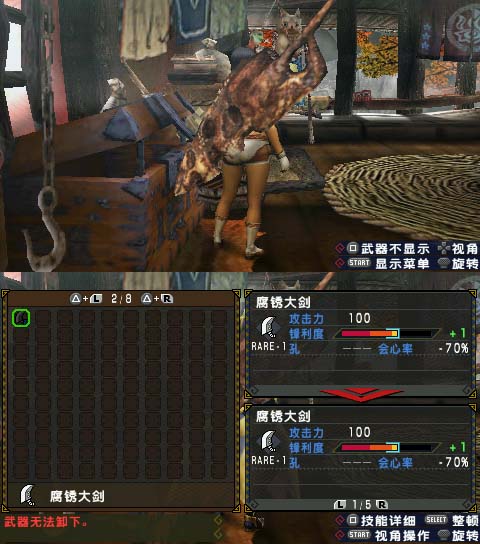 □武器不显示 视角
START 显示菜单 旋转
△+L 2/8 △+R
腐锈大剑
武器无法卸下。
腐锈大剑
攻击力 100
锋利度 +1
RARE-1 孔 --- 会心率 -70%
腐锈大剑
攻击力 100
锋利度 +1
RARE-1 孔 --- 会心率 -70%
L 1/5 R
□技能详细 SELECT 整顿
START 视角操作 旋转